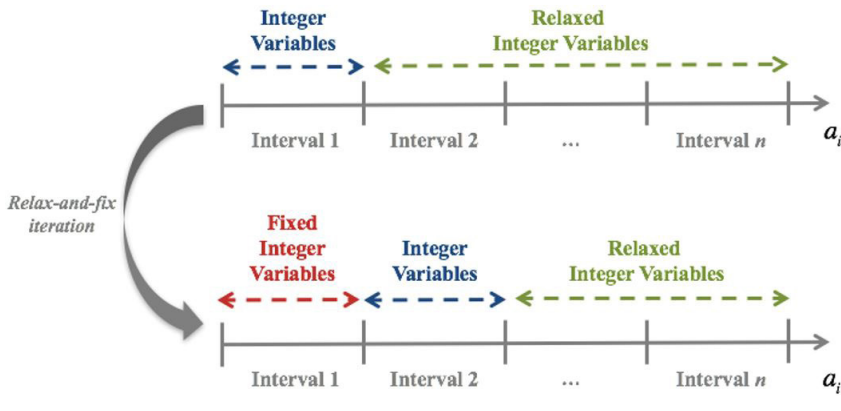 Integer
Variables
Relaxed
Integer Variables
Interval 1 Interval 2 ... Interval n
a_i
Relax-and-fix
iteration
Fixed
Integer
Variables
Integer
Variables
Relaxed
Integer Variables
Interval 1 Interval 2 ... Interval n
a_i